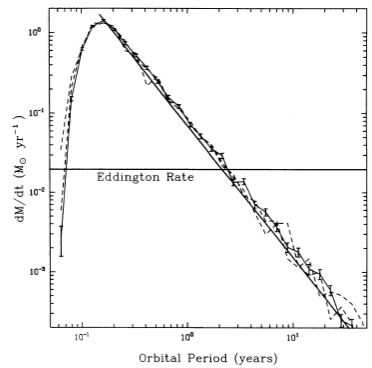 10⁰
10⁻¹
10⁻²
10⁻³
dM/dt (M⊙ yr⁻¹)
Eddington Rate
10⁻¹ 10⁰ 10¹
Orbital Period (years)